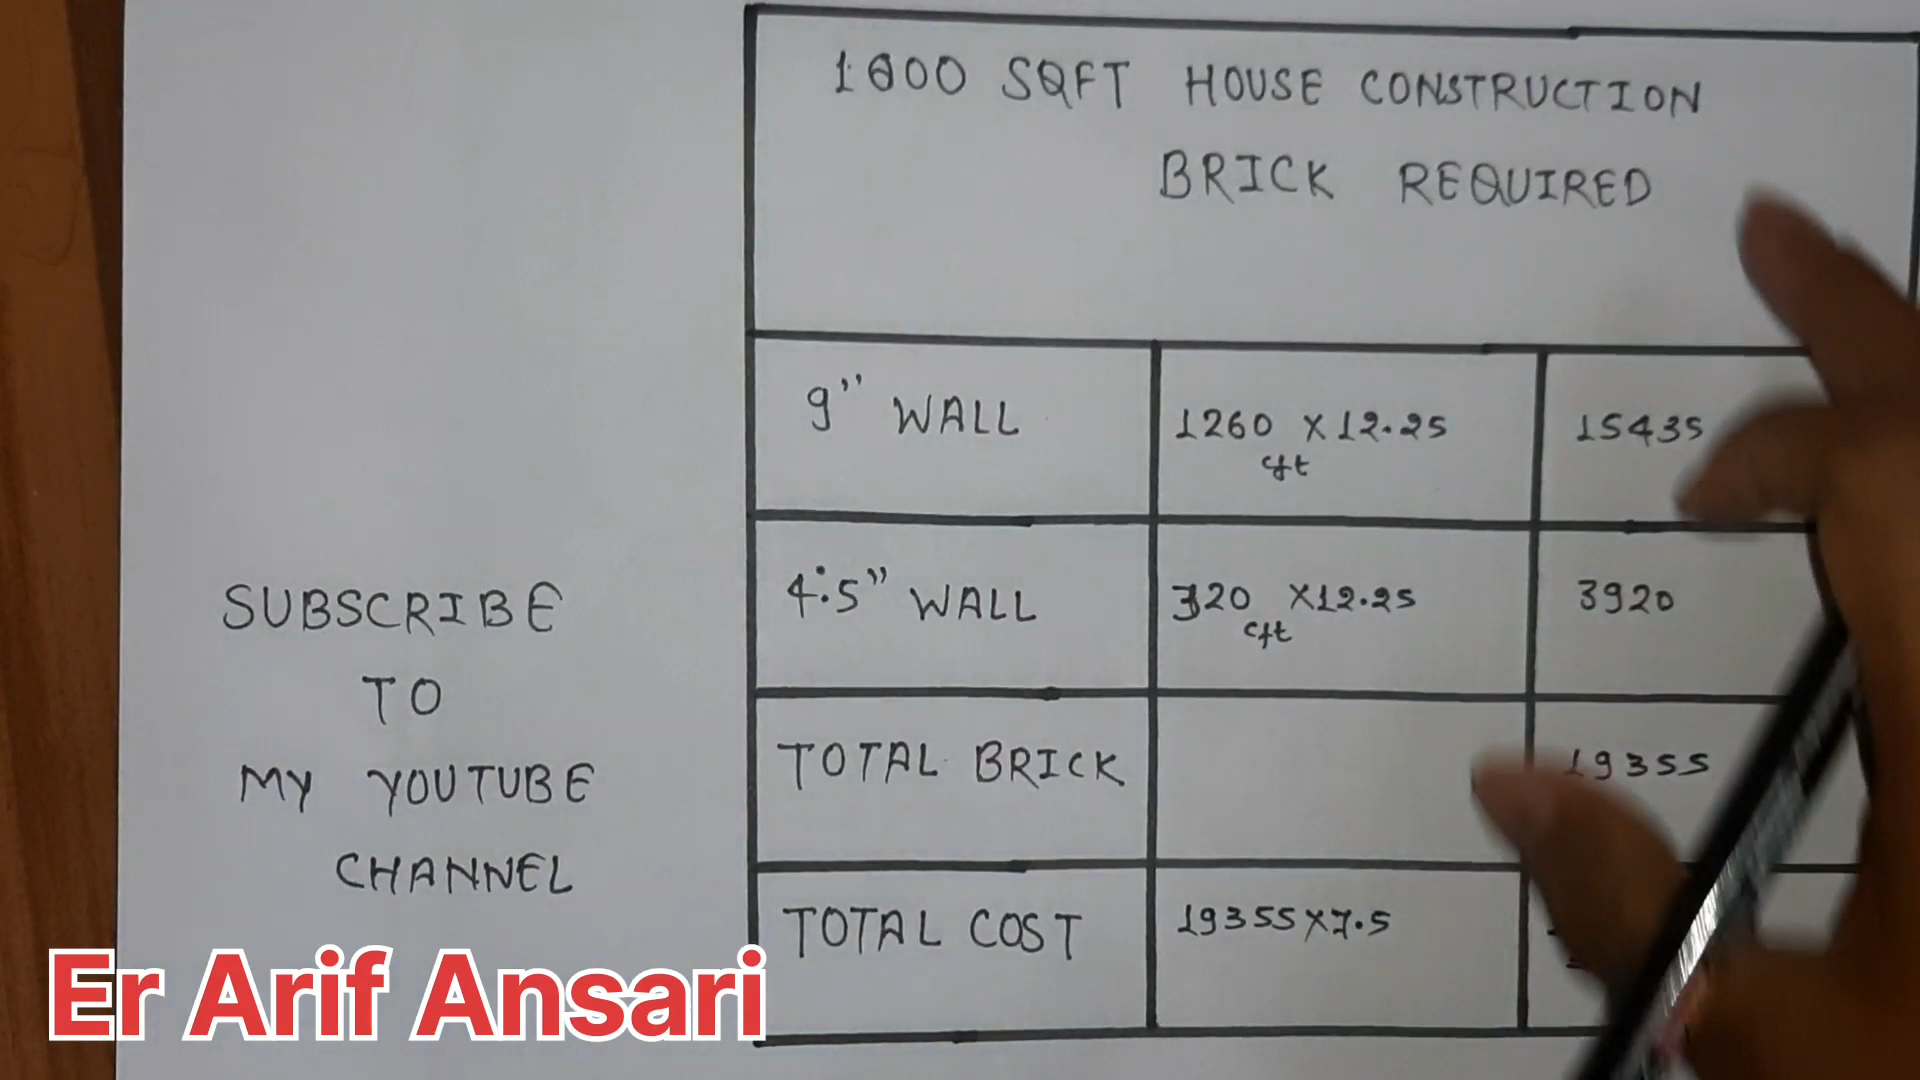 1000 SQFT HOUSE CONSTRUCTION
BRICK REQUIRED
9" WALL
1260 X 12.25
cft
15435
4.5" WALL
320 X12.25
cft
3920
TOTAL BRICK
19355
TOTAL COST
19355X7.5
SUBSCRIBE
TO
MY YOUTUBE
CHANNEL
Er Arif Ansari